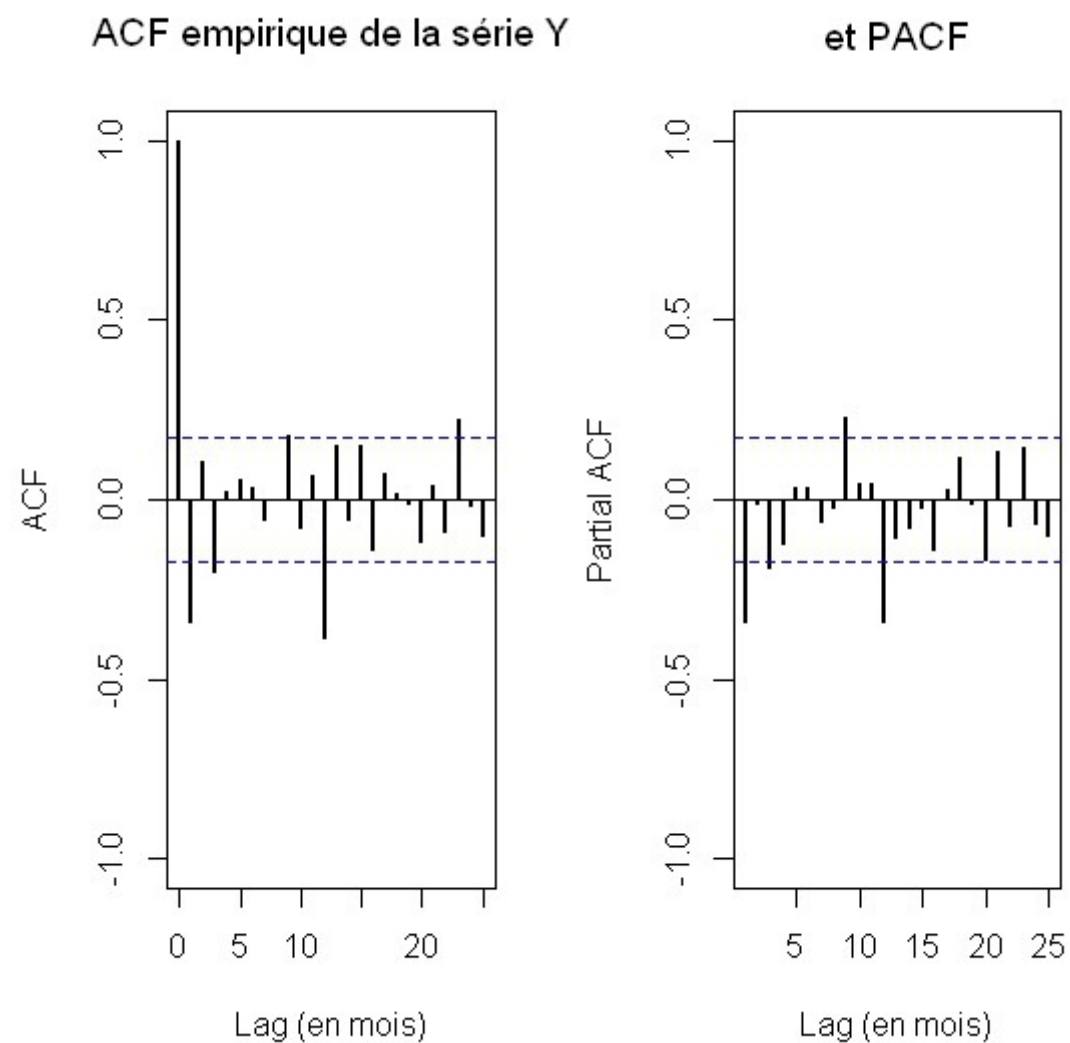 ACF empirique de la série Y
et PACF
ACF
1.0
0.5
0.0
-0.5
-1.0
0 5 10 20
Lag (en mois)
Partial ACF
1.0
0.5
0.0
-0.5
-1.0
5 10 15 20 25
Lag (en mois)